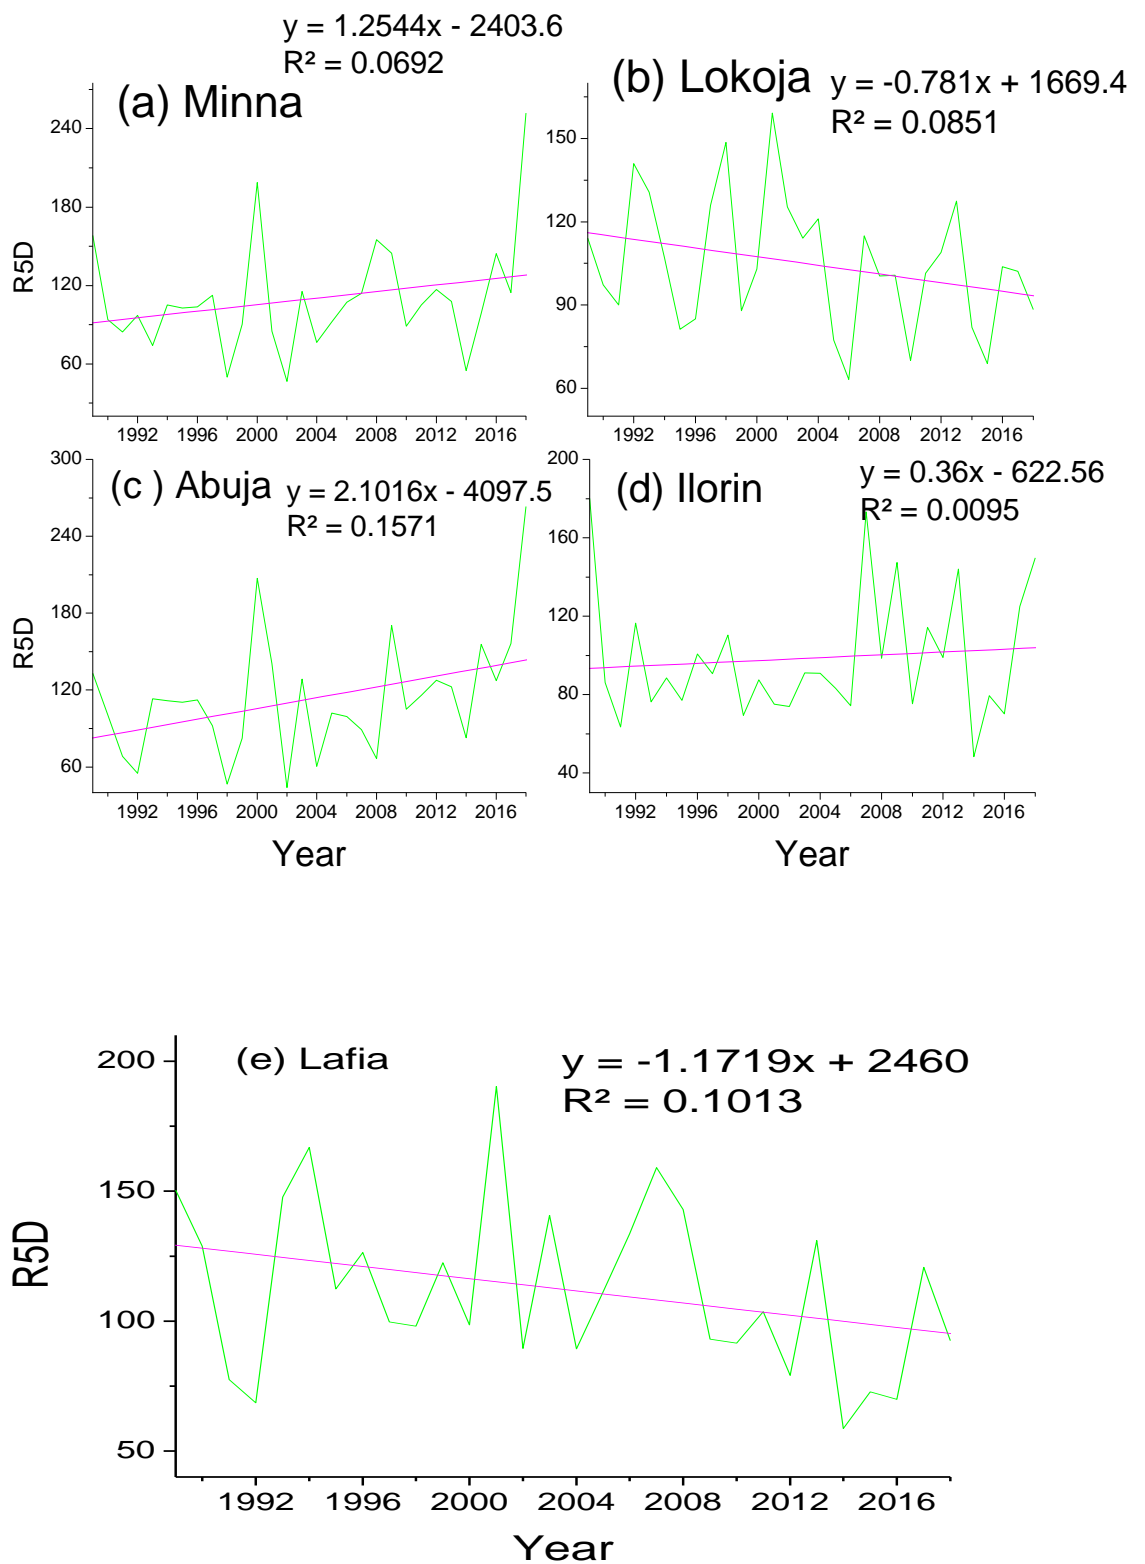 y = 1.2544x - 2403.6
R² = 0.0692
(a) Minna
R5D
240
180
120
60
1992 1996 2000 2004 2008 2012 2016
(b) Lokoja
y = -0.781x + 1669.4
R² = 0.0851
150
120
90
60
1992 1996 2000 2004 2008 2012 2016
(c ) Abuja
y = 2.1016x - 4097.5
R² = 0.1571
R5D
300
240
180
120
60
1992 1996 2000 2004 2008 2012 2016
Year
(d) Ilorin
y = 0.36x - 622.56
R² = 0.0095
200
160
120
80
40
1992 1996 2000 2004 2008 2012 2016
Year
(e) Lafia
y = -1.1719x + 2460
R² = 0.1013
R5D
200
150
100
50
1992 1996 2000 2004 2008 2012 2016
Year